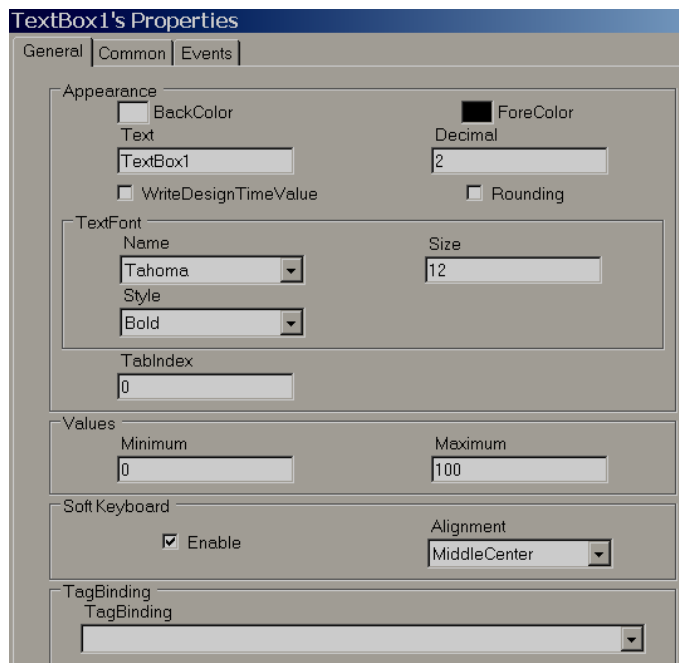 TextBox1's Properties
General Common Events
Appearance
BackColor ForeColor
Text Decimal
TextBox1 2
WriteDesignTimeValue Rounding
TextFont
Name Size
Tahoma 12
Style
Bold
TabIndex
0
Values
Minimum Maximum
0 100
Soft Keyboard
Enable Alignment
MiddleCenter
TagBinding
TagBinding